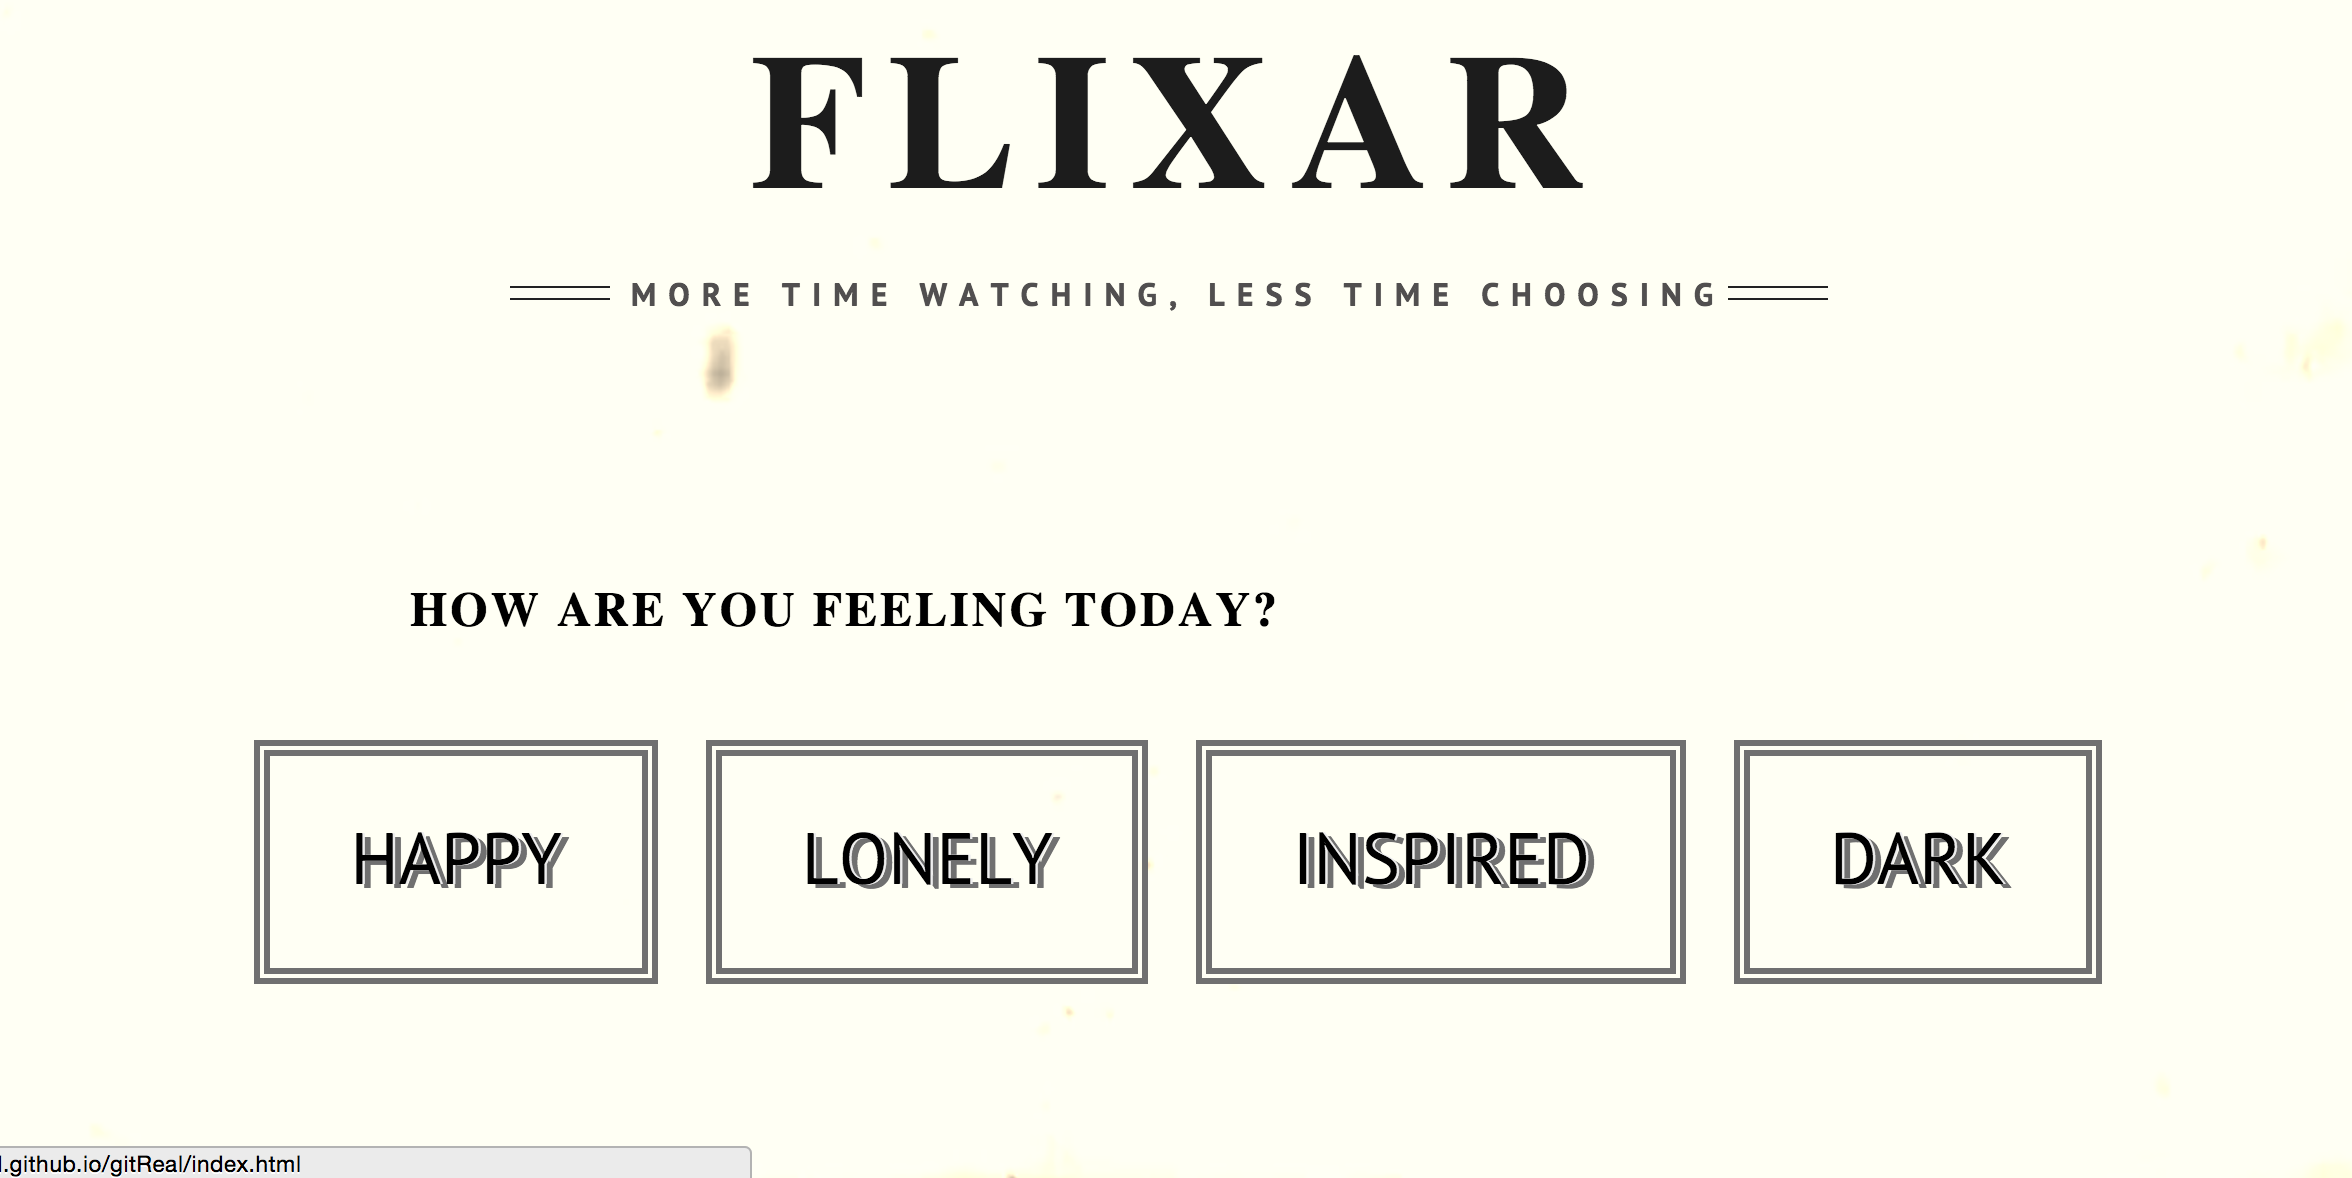 FLIXAR
MORE TIME WATCHING, LESS TIME CHOOSING
HOW ARE YOU FEELING TODAY?
HAPPY LONELY INSPIRED DARK
.github.io/gitReal/index.html